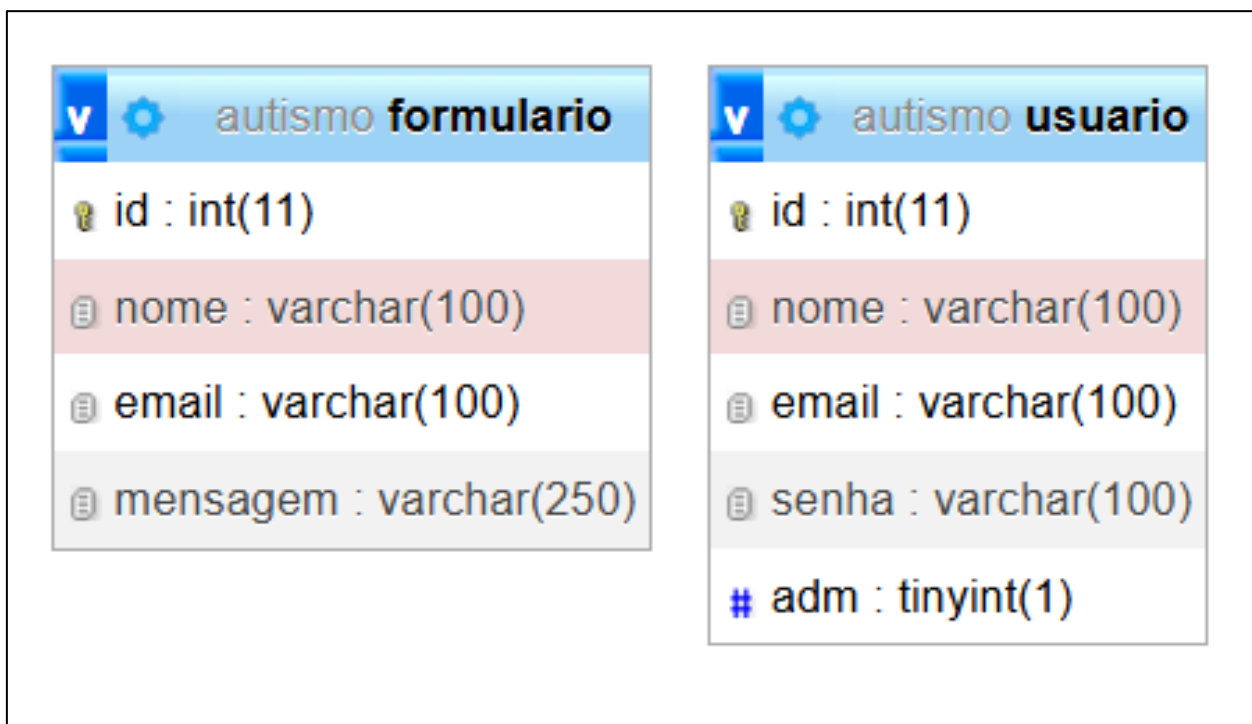 v autismo formulario
id : int(11)
nome : varchar(100)
email : varchar(100)
mensagem : varchar(250)
v autismo usuario
id : int(11)
nome : varchar(100)
email : varchar(100)
senha : varchar(100)
# adm : tinyint(1)